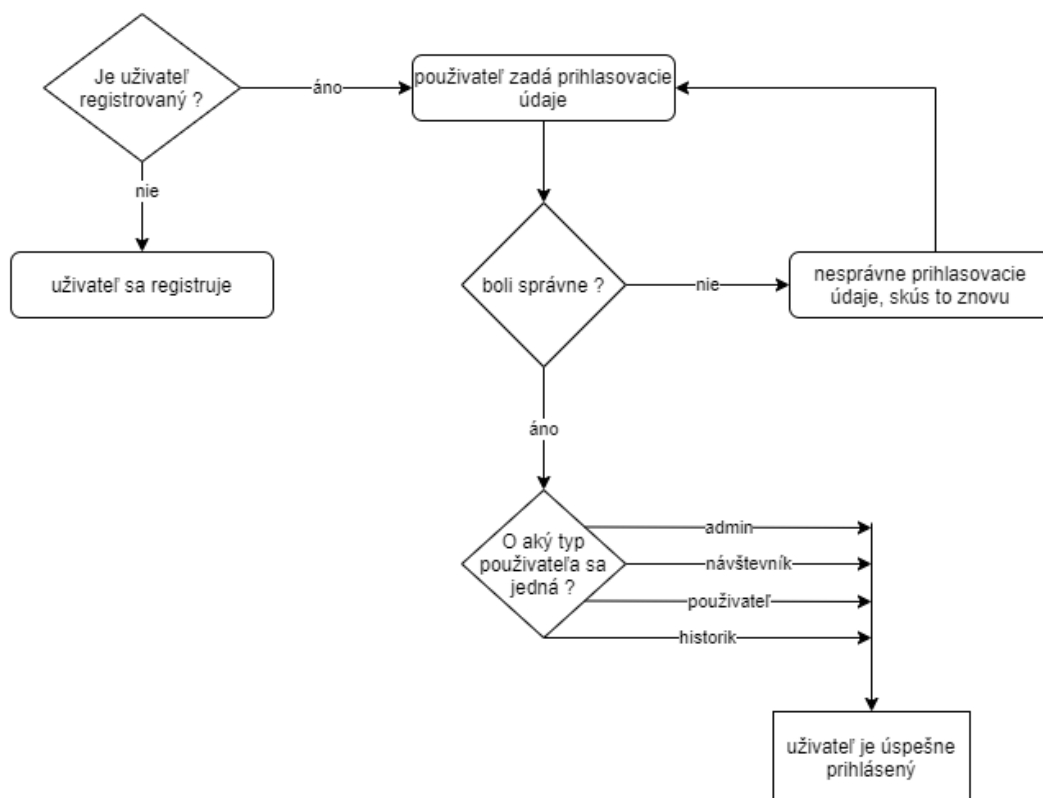 Je uživateľ
registrovaný ?
áno
používateľ zadá prihlasovacie
údaje
nie
uživateľ sa registruje
boli správne ?
nie
nesprávne prihlasovacie
údaje, skús to znovu
áno
O aký typ
používateľa sa
jedná ?
admin
návštevník
používateľ
historik
uživateľ je úspešne
prihlásený